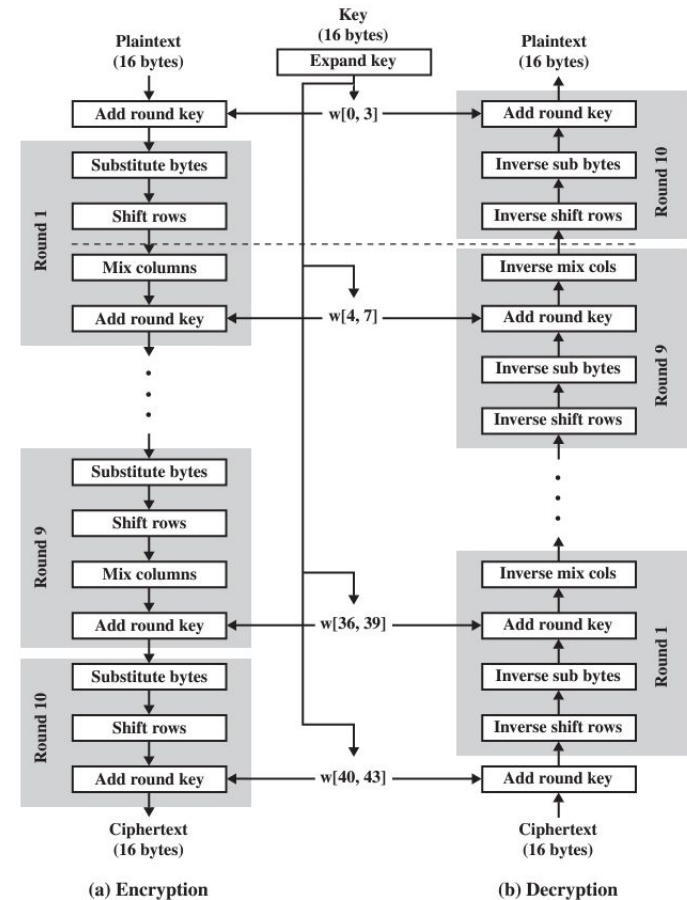 Key
(16 bytes)
Plaintext
(16 bytes)
Expand key
Plaintext
(16 bytes)
Add round key
w[0, 3]
Add round key
Round 1
Substitute bytes
Shift rows
Mix columns
Add round key
w[4, 7]
Inverse sub bytes
Inverse shift rows
Round 10
Inverse mix cols
Add round key
Inverse sub bytes
Inverse shift rows
Round 9
Round 9
Substitute bytes
Shift rows
Mix columns
Add round key
w[36, 39]
Inverse mix cols
Add round key
Inverse sub bytes
Inverse shift rows
Round 1
Round 10
Substitute bytes
Shift rows
Add round key
w[40, 43]
Add round key
Ciphertext
(16 bytes)
Ciphertext
(16 bytes)
(a) Encryption
(b) Decryption